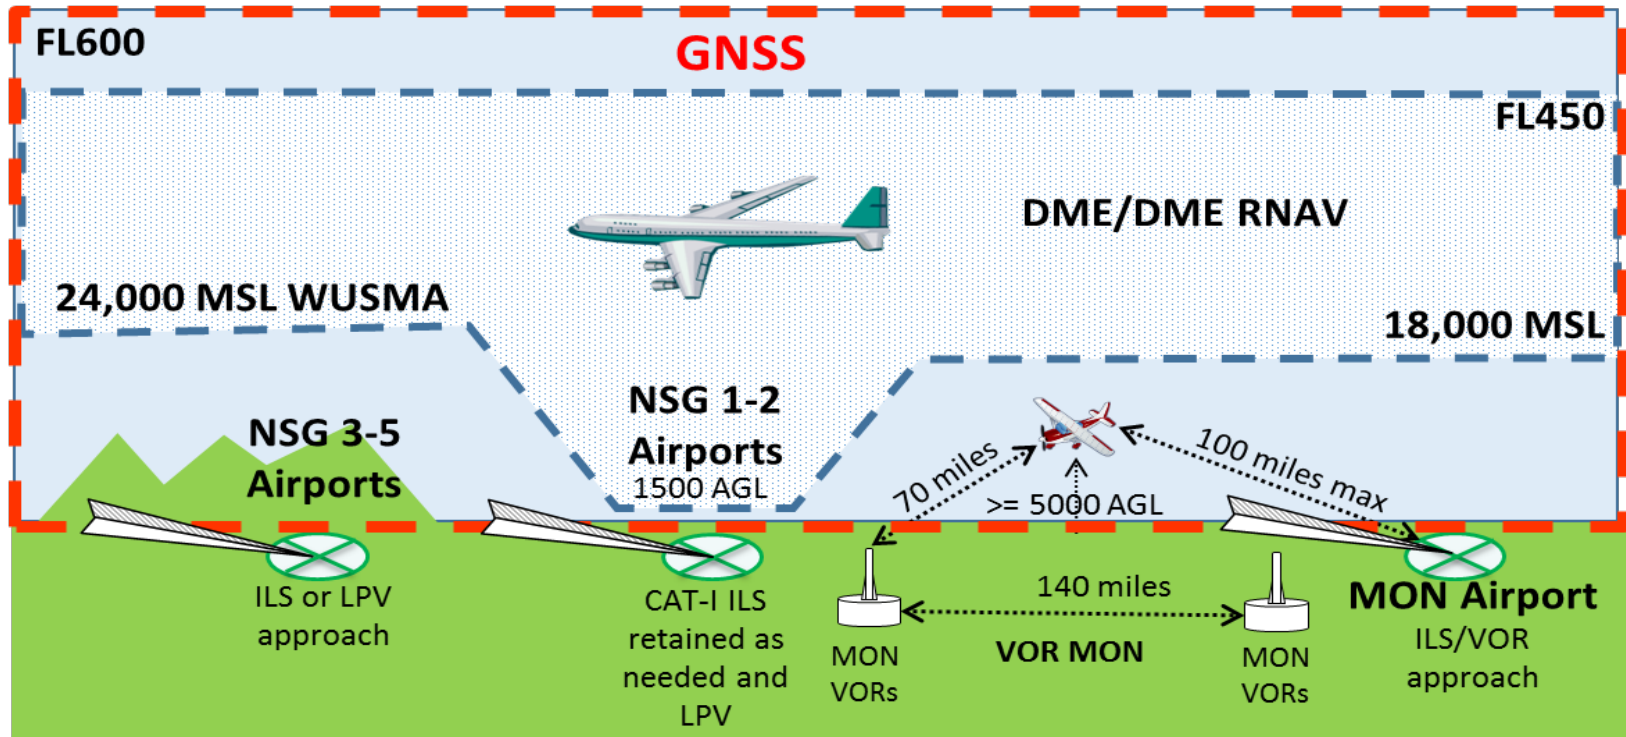 FL600
GNSS
FL450
DME/DME RNAV
24,000 MSL WUSMA
18,000 MSL
NSG 1-2
Airports
1500 AGL
NSG 3-5
Airports
70 miles
100 miles max
>= 5000 AGL
ILS or LPV
approach
CAT-I ILS
retained as
needed and
LPV
MON
VORs
140 miles
VOR MON
MON
VORs
MON Airport
ILS/VOR
approach